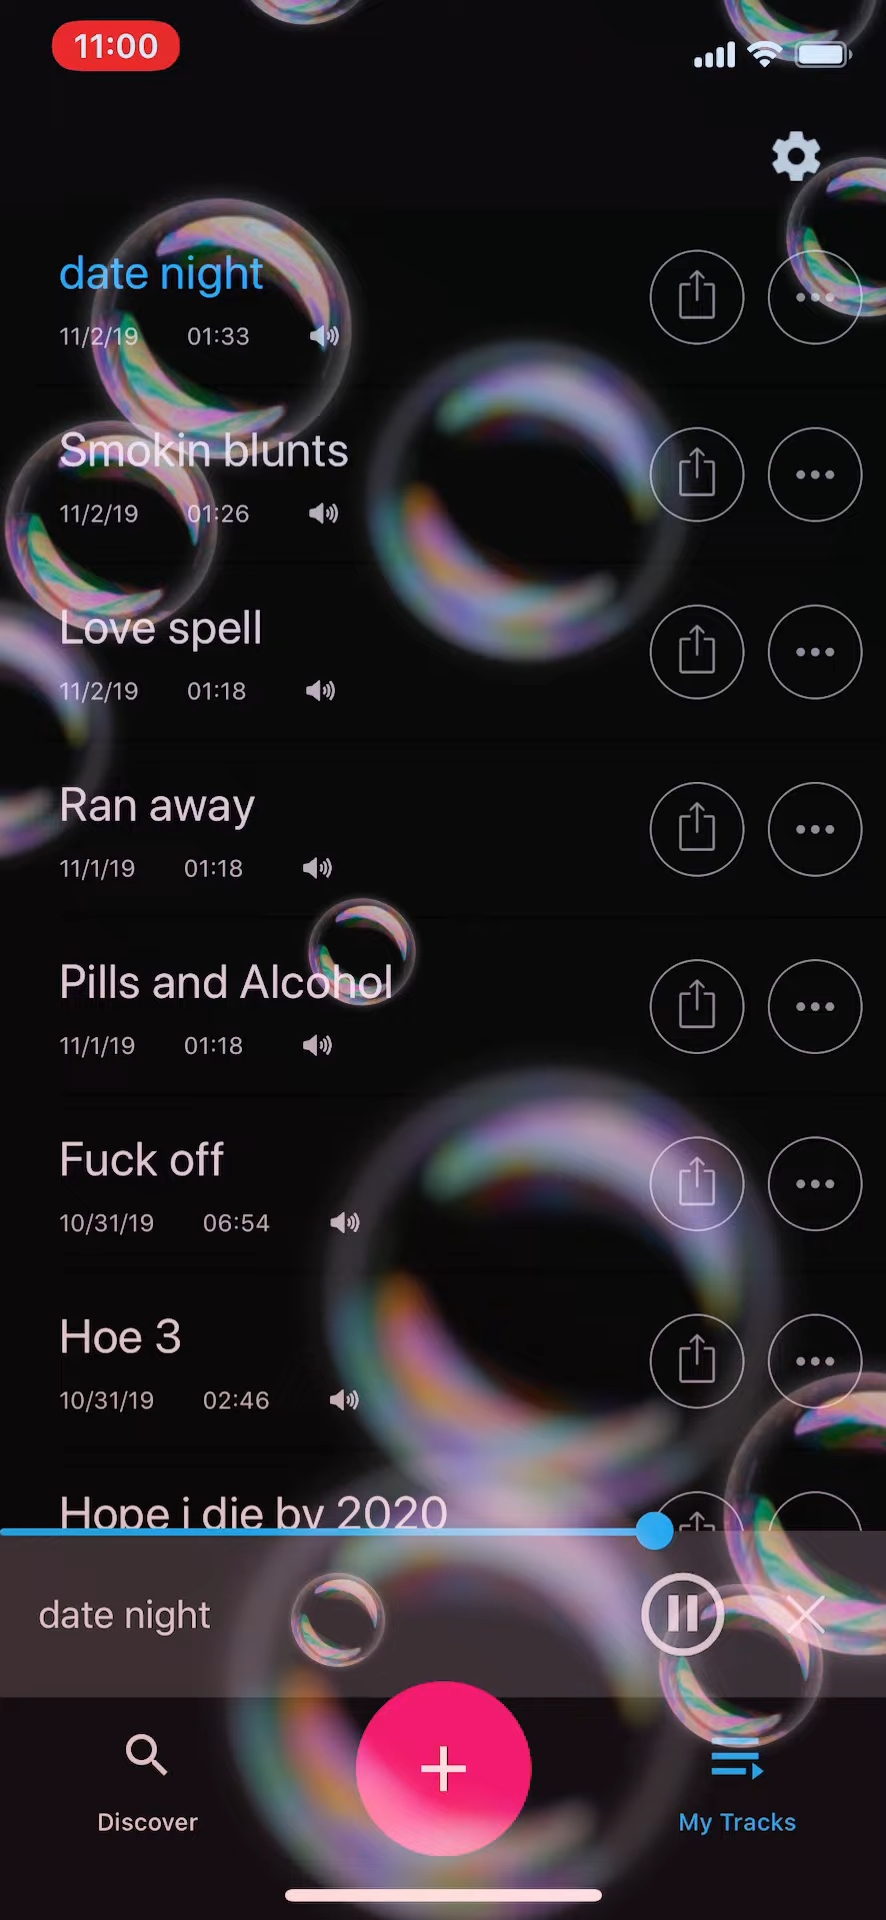 11:00
date night
11/2/19 01:33
Smokin blunts
11/2/19 01:26
Love spell
11/2/19 01:18
Ran away
11/1/19 01:18
Pills and Alcohol
11/1/19 01:18
Fuck off
10/31/19 06:54
Hoe 3
10/31/19 02:46
Hope i die by 2020
date night
Discover
My Tracks